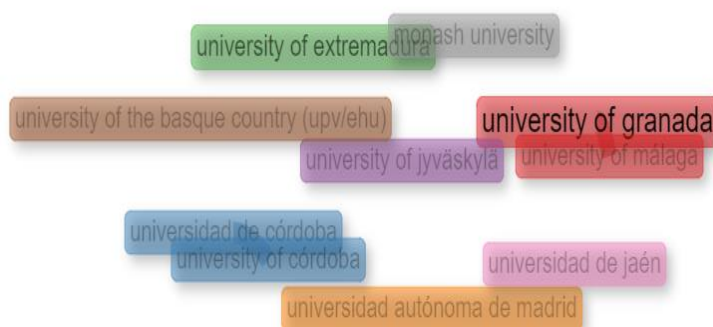 monash university
university of extremadura
university of the basque country (upv/ehu)
university of granada
university of jyväskylä
university of málaga
universidad de córdoba
university of córdoba
universidad de jaén
universidad autónoma de madrid